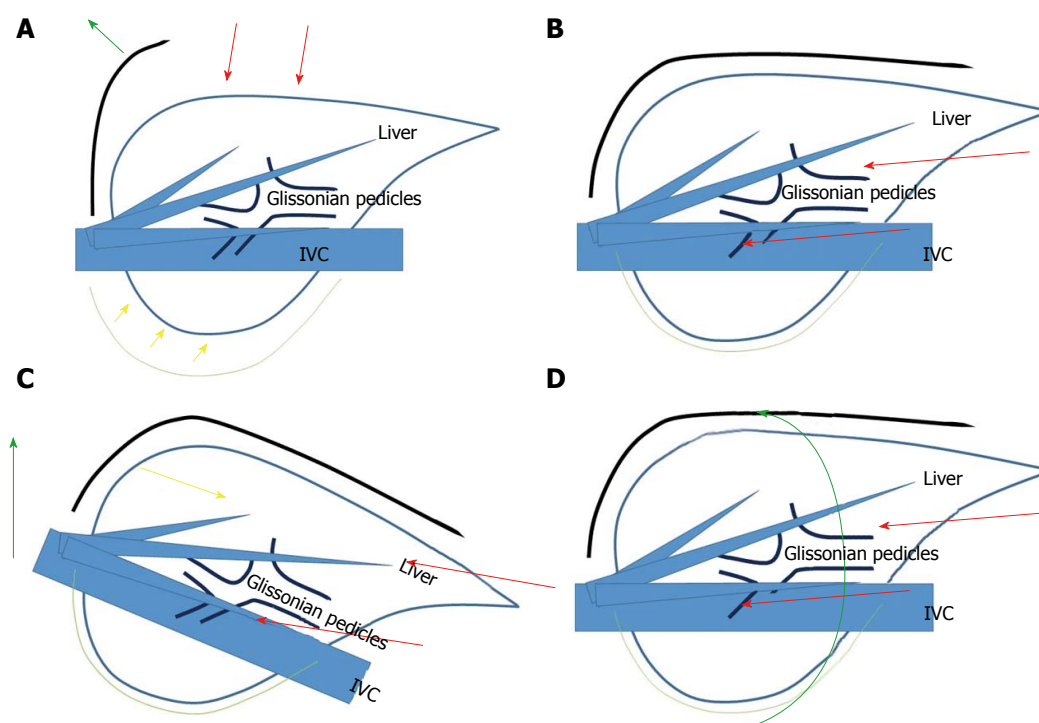 A
Liver
Glissonian pedicles
IVC
B
Liver
Glissonian pedicles
IVC
C
Liver
Glissonian pedicles
IVC
D
Liver
Glissonian pedicles
IVC